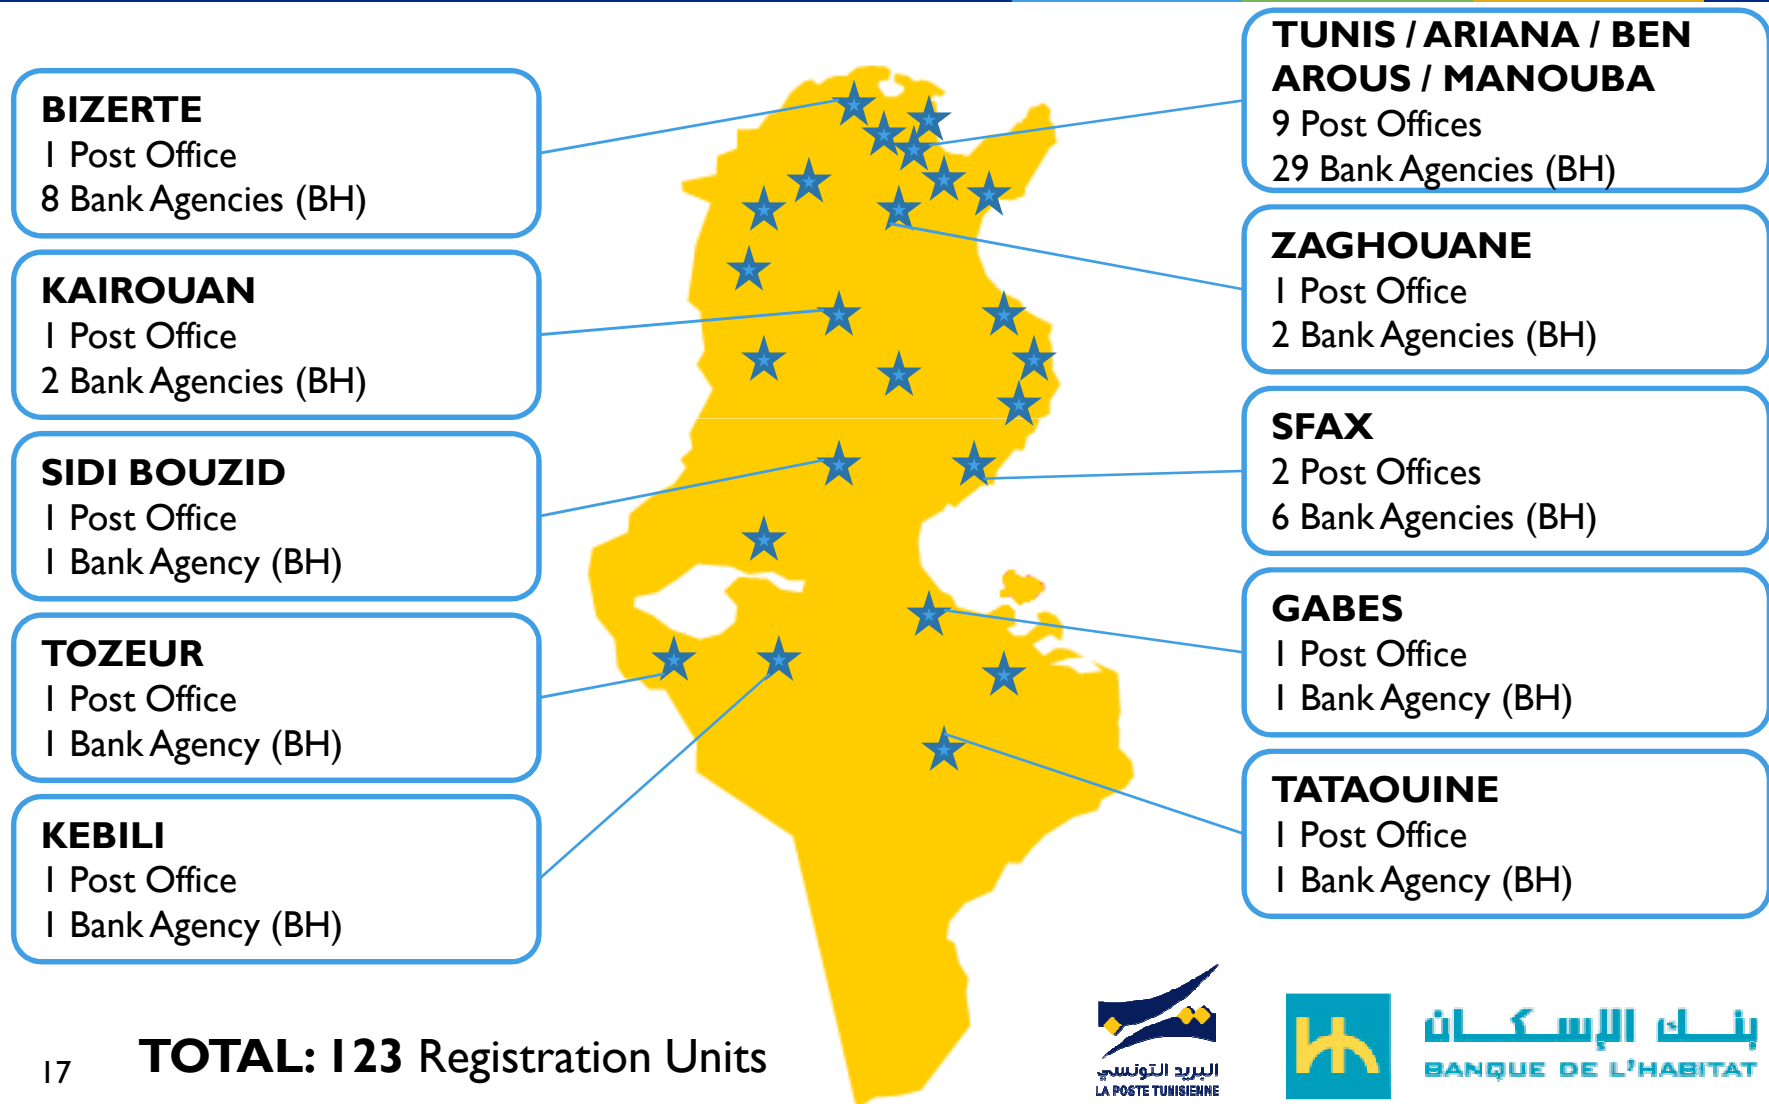 BIZERTE
1 Post Office
8 Bank Agencies (BH)
KAIROUAN
1 Post Office
2 Bank Agencies (BH)
SIDI BOUZID
1 Post Office
1 Bank Agency (BH)
TOZEUR
1 Post Office
1 Bank Agency (BH)
KEBILI
1 Post Office
1 Bank Agency (BH)
TUNIS / ARIANA / BEN
AROUS / MANOUBA
9 Post Offices
29 Bank Agencies (BH)
ZAGHOUANE
1 Post Office
2 Bank Agencies (BH)
SFAX
2 Post Offices
6 Bank Agencies (BH)
GABES
1 Post Office
1 Bank Agency (BH)
TATAOUINE
1 Post Office
1 Bank Agency (BH)
17
TOTAL: 123 Registration Units
البريد التونسي
LA POSTE TUNISIENNE
بنك الإسكان
BANQUE DE L'HABITAT